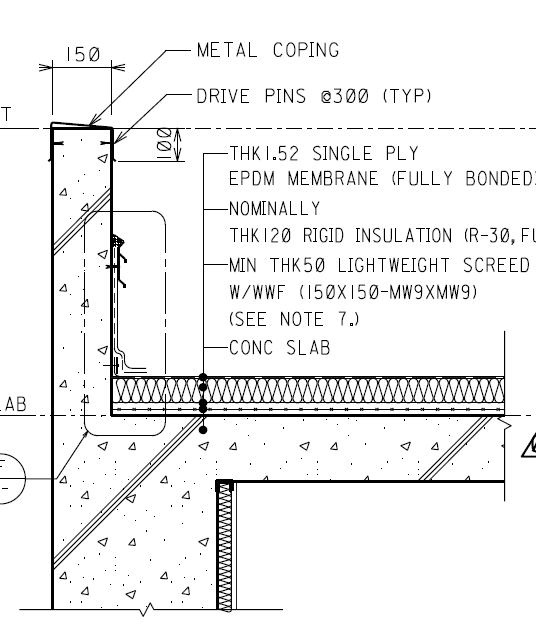 150
METAL COPING
DRIVE PINS @300 (TYP)
100
THK1.52 SINGLE PLY
EPDM MEMBRANE (FULLY BONDED)
NOMINALLY
THK120 RIGID INSULATION (R-30, FU
MIN THK50 LIGHTWEIGHT SCREED
W/WWF (150X150-MW9XMW9)
(SEE NOTE 7.)
CONC SLAB
T
LAB